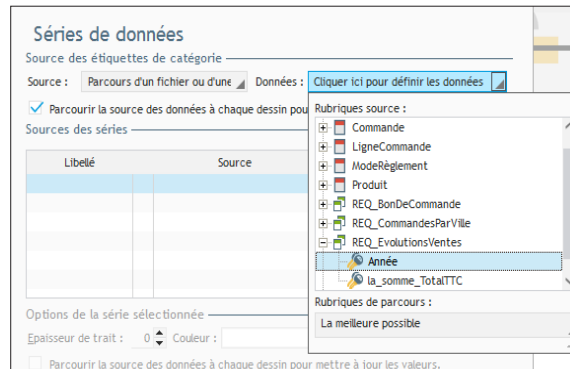 Séries de données
Source des étiquettes de catégorie
Source : Parcours d'un fichier ou d'une Données : Cliquer ici pour définir les données
Parcourir la source des données à chaque dessin pou
Rubriques source :
Commande
LigneCommande
ModeRèglement
Produit
REQ_BonDeCommande
REQ_CommandesParVille
REQ_EvolutionsVentes
Année
la_somme_TotalTTC
Rubriques de parcours :
La meilleure possible
Sources des séries
Libellé Source
Options de la série sélectionnée
Epaisseur de trait : 0 Couleur :
Parcourir la source des données à chaque dessin pour mettre à jour les valeurs.